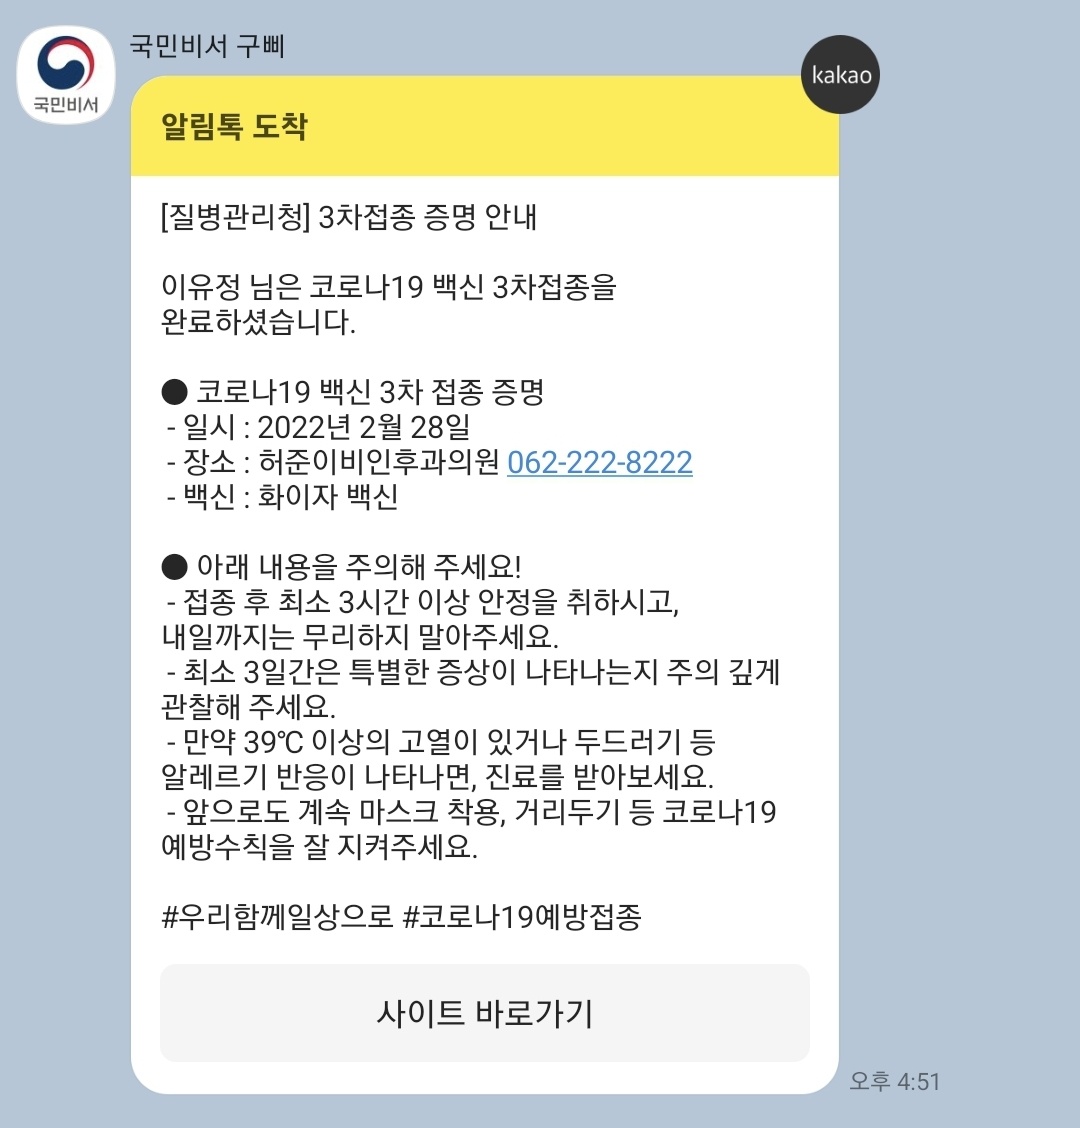 국민비서
국민비서 구삐
kakao
알림톡 도착
[질병관리청] 3차접종 증명 안내
이유정 님은 코로나19 백신 3차접종을
완료하셨습니다.
● 코로나19 백신 3차 접종 증명
- 일시 : 2022년 2월 28일
- 장소 : 허준이비인후과의원 062-222-8222
- 백신 : 화이자 백신
● 아래 내용을 주의해 주세요!
- 접종 후 최소 3시간 이상 안정을 취하시고,
내일까지는 무리하지 말아주세요.
- 최소 3일간은 특별한 증상이 나타나는지 주의 깊게
관찰해 주세요.
- 만약 39℃ 이상의 고열이 있거나 두드러기 등
알레르기 반응이 나타나면, 진료를 받아보세요.
- 앞으로도 계속 마스크 착용, 거리두기 등 코로나19
예방수칙을 잘 지켜주세요.
#우리함께일상으로 #코로나19예방접종
사이트 바로가기
오후 4:51